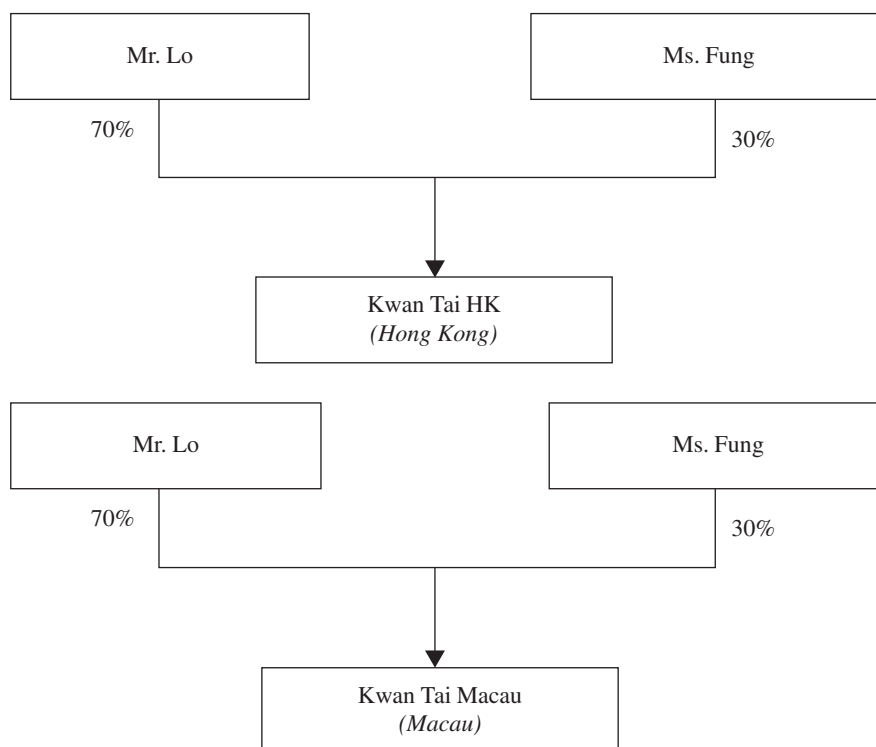 Mr. Lo
Ms. Fung
70%
30%
Kwan Tai HK
(Hong Kong)
Mr. Lo
Ms. Fung
70%
30%
Kwan Tai Macau
(Macau)